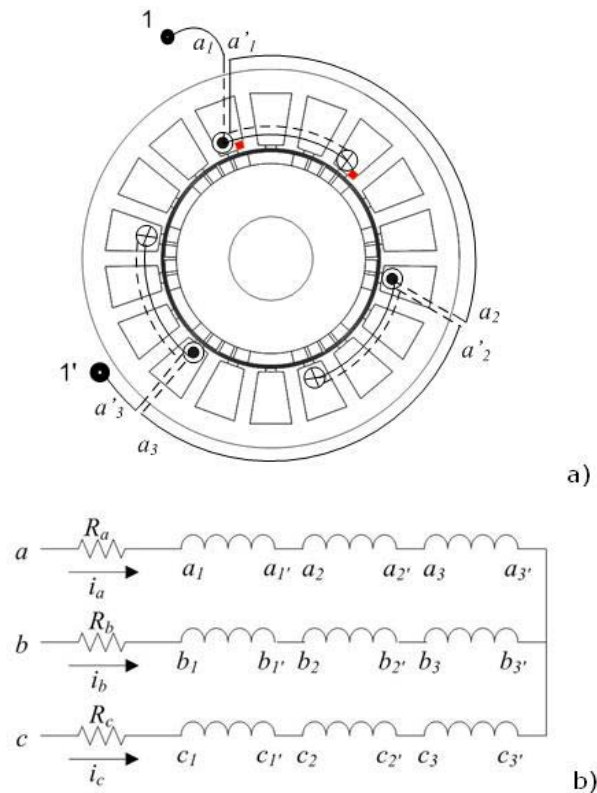 1
a1 a'1
a2
a'2
1'
a'3
a3
a)
a Ra a1 a1' a2 a2' a3 a3'
ia
b Rb b1 b1' b2 b2' b3 b3'
ib
c Rc c1 c1' c2 c2' c3 c3'
ic
b)